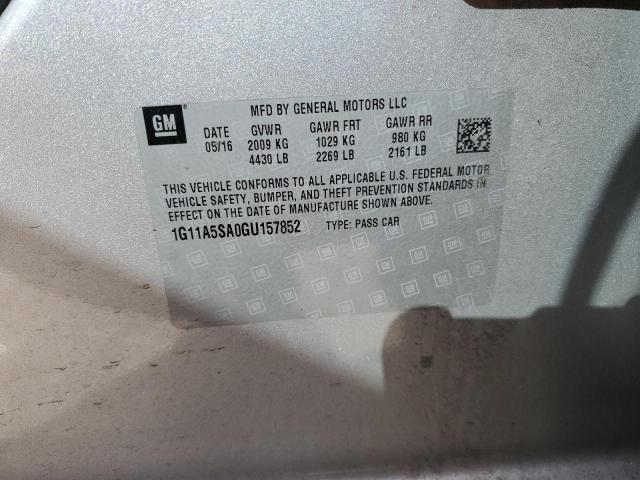 GM
MFD BY GENERAL MOTORS LLC
DATE GVWR GAWR FRT GAWR RR
05/16 2009 KG 1029 KG 980 KG
4430 LB 2269 LB 2161 LB
THIS VEHICLE CONFORMS TO ALL APPLICABLE U.S. FEDERAL MOTOR
VEHICLE SAFETY, BUMPER, AND THEFT PREVENTION STANDARDS IN
EFFECT ON THE DATE OF MANUFACTURE SHOWN ABOVE.
1G11A5SA0GU157852 TYPE: PASS CAR